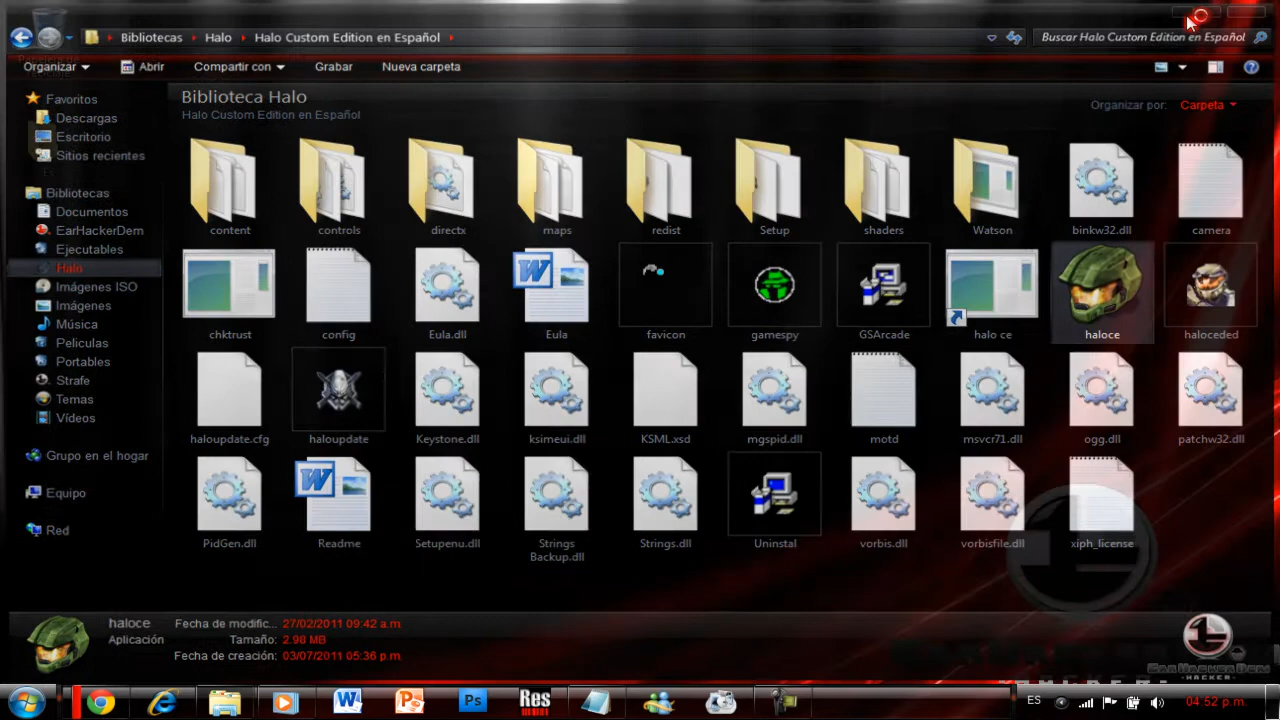 Bibliotecas Halo Halo Custom Edition en Español
Buscar Halo Custom Edition en Español
Organizar Abrir Compartir con Grabar Nueva carpeta
Biblioteca Halo
Halo Custom Edition en Español
Organizar por: Carpeta
Favoritos
Descargas
Escritorio
Sitios recientes
Bibliotecas
Documentos
EarHackerDem
Ejecutables
Halo
Imágenes ISO
Imágenes
Música
Peliculas
Portables
Strafe
Temas
Vídeos
Grupo en el hogar
Equipo
Red
content controls directx maps redist Setup shaders Watson binkw32.dll camera
chktrust config Eula.dll Eula favicon gamespy GSArcade halo ce haloce haloceded
haloupdate.cfg haloupdate Keystone.dll ksimeui.dll KSML.xsd mgspid.dll motd msvcr71.dll ogg.dll patchw32.dll
PidGen.dll Readme Setupenu.dll Strings Backup.dll Strings.dll Uninstal vorbis.dll vorbisfile.dll xiph_license
haloce
Aplicación
Fecha de modific... 27/02/2011 09:42 a.m.
Tamaño: 2.98 MB
Fecha de creación: 03/07/2011 05:36 p.m.
Ps
Res
ES
04:52 p.m.